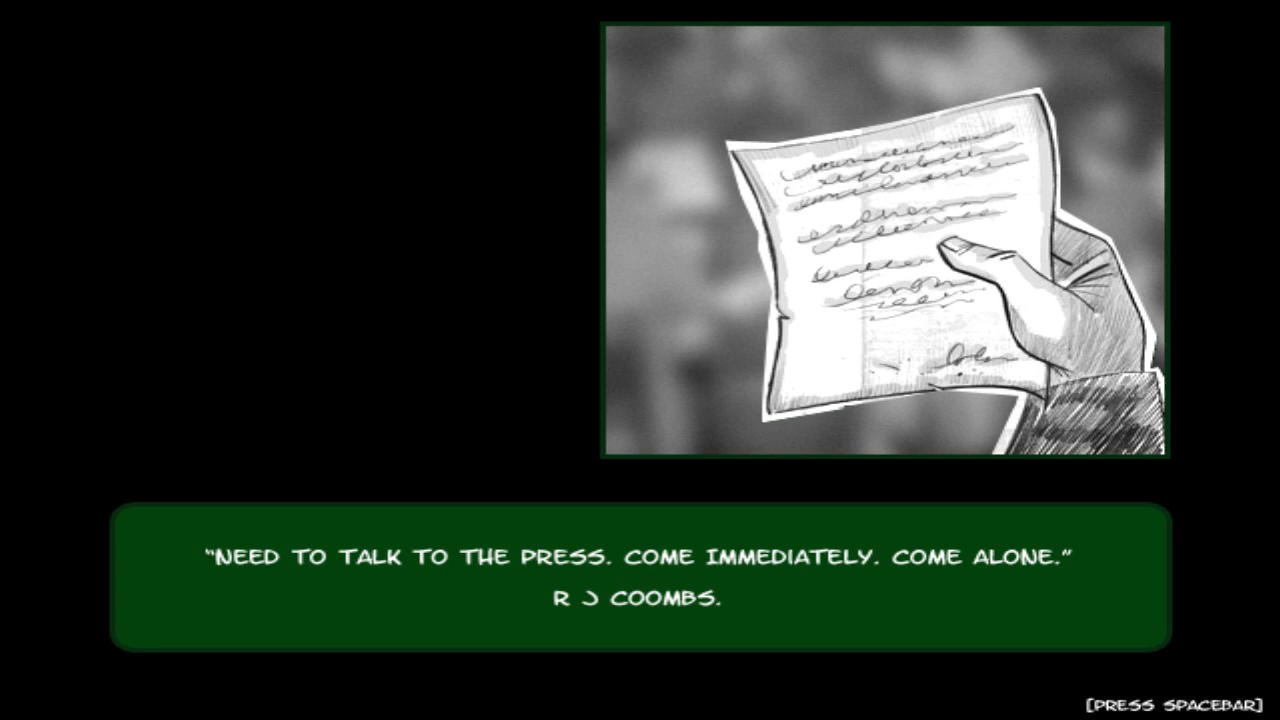 “NEED TO TALK TO THE PRESS. COME IMMEDIATELY. COME ALONE.”
R J COOMBS.
[PRESS SPACEBAR]